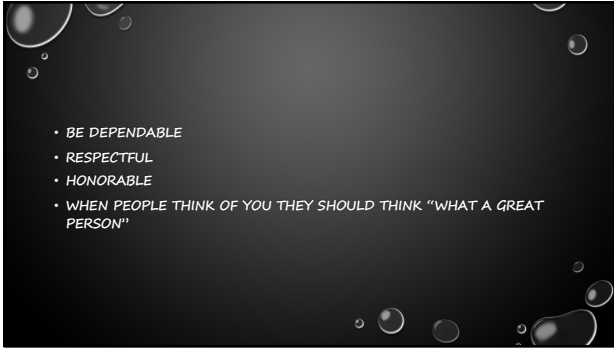 • BE DEPENDABLE
• RESPECTFUL
• HONORABLE
• WHEN PEOPLE THINK OF YOU THEY SHOULD THINK “WHAT A GREAT
PERSON”